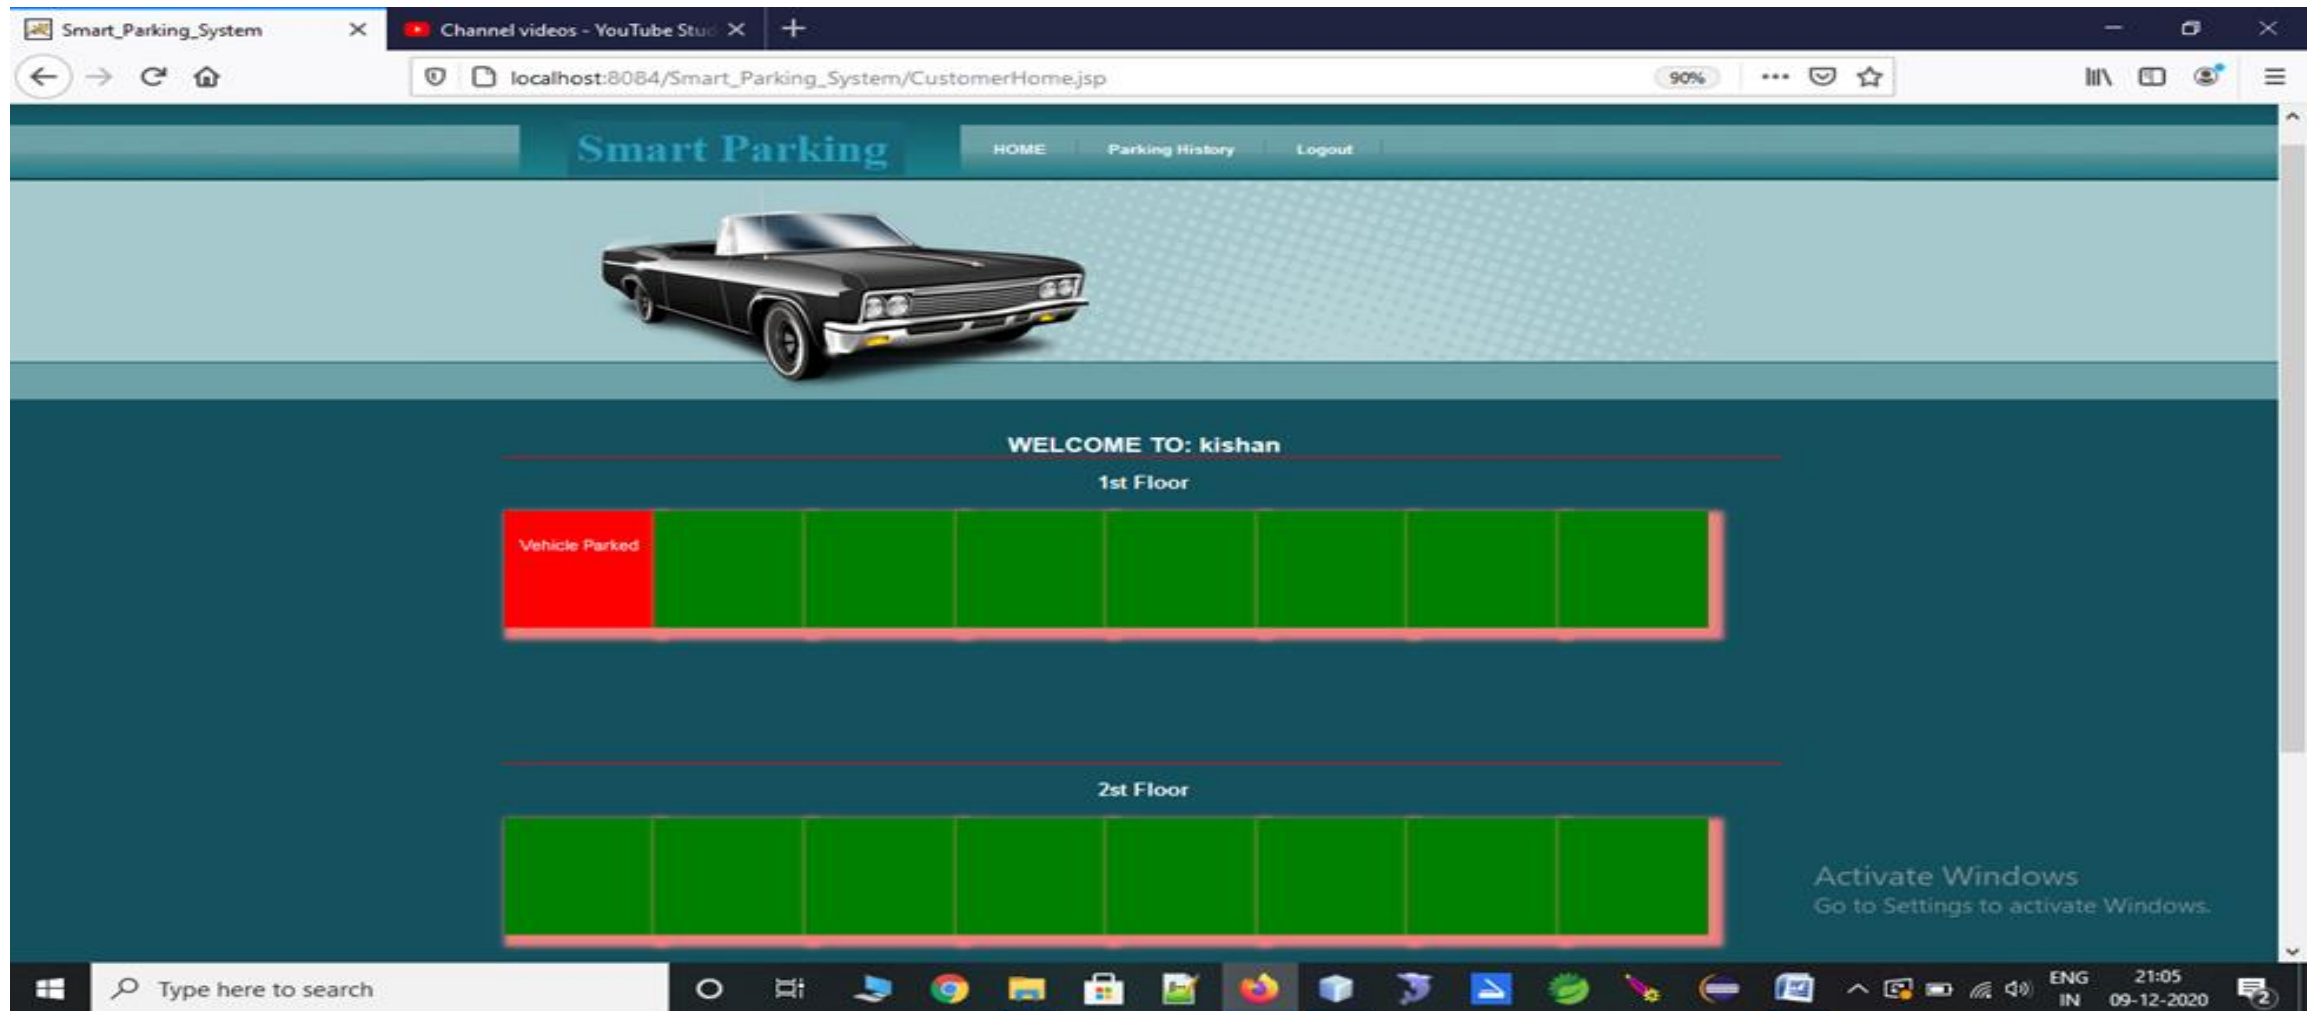 Smart_Parking_System
Channel videos - YouTube Stu
localhost:8084/Smart_Parking_System/CustomerHome.jsp
90%
Smart Parking
HOME
Parking History
Logout
WELCOME TO: kishan
1st Floor
Vehicle Parked
2st Floor
Activate Windows
Go to Settings to activate Windows.
Type here to search
ENG
IN
21:05
09-12-2020
2